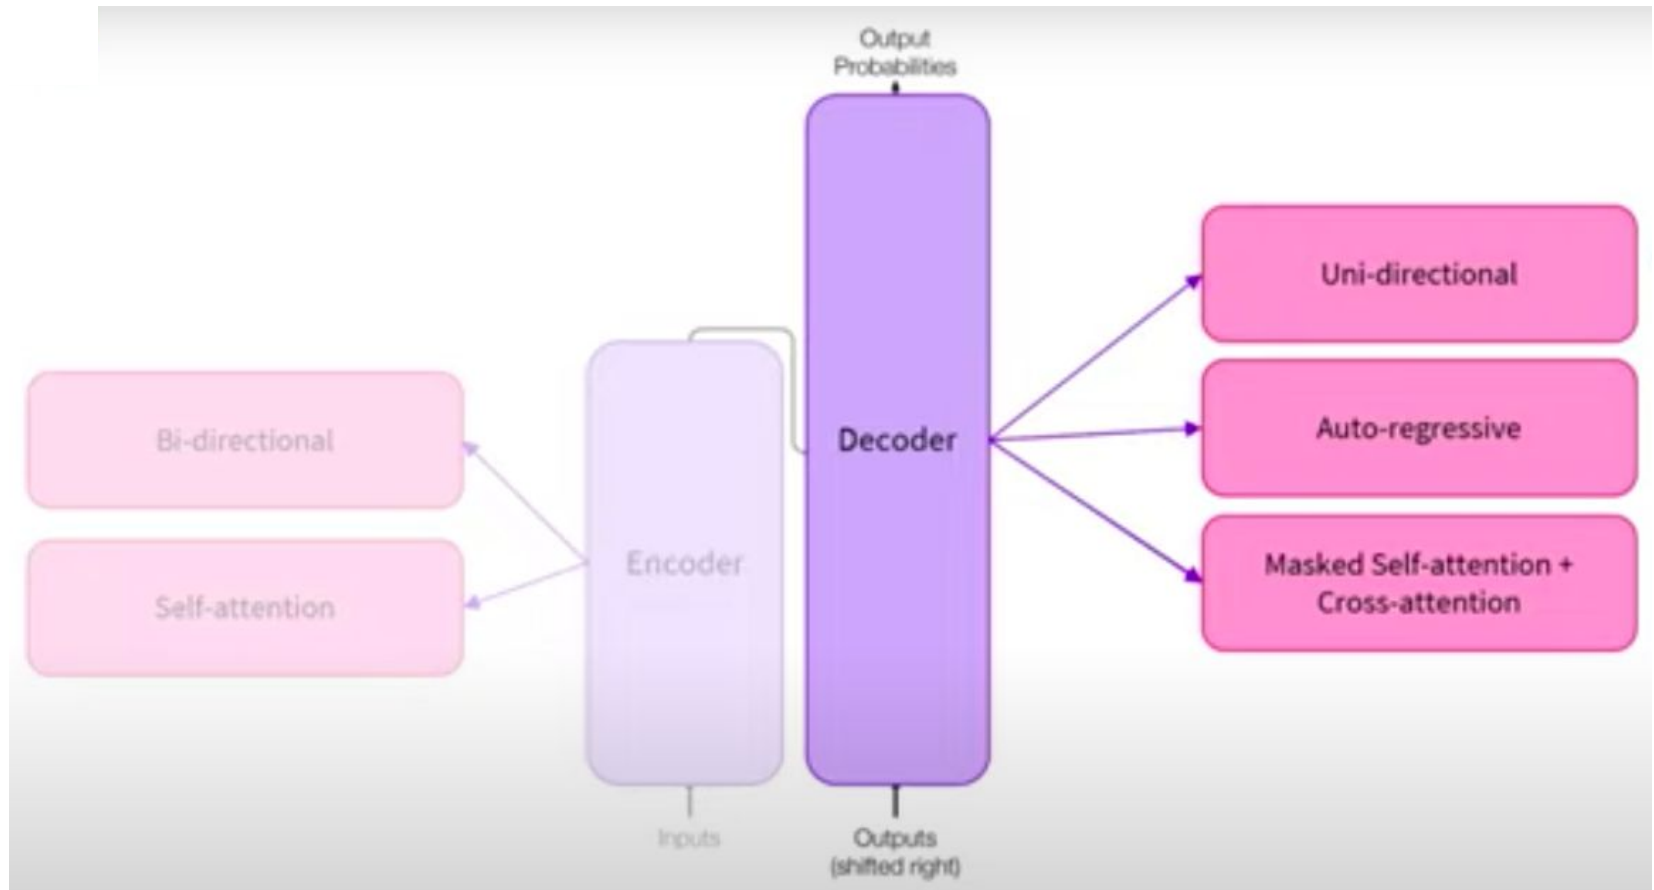 Output
Probabilities
Uni-directional
Auto-regressive
Decoder
Bi-directional
Encoder
Masked Self-attention +
Cross-attention
Self-attention
Inputs
Outputs
(shifted right)